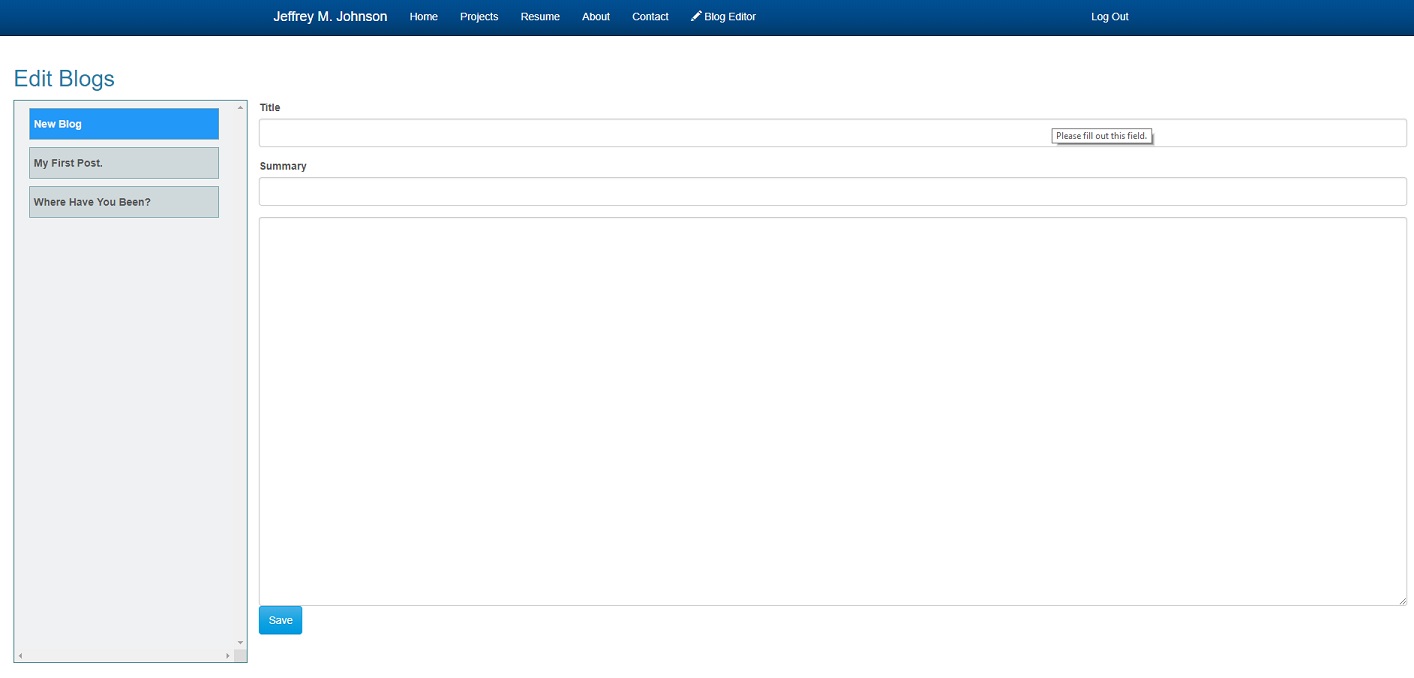 Jeffrey M. Johnson Home Projects Resume About Contact Blog Editor Log Out
Edit Blogs
New Blog
My First Post.
Where Have You Been?
Title
Please fill out this field.
Summary
Save